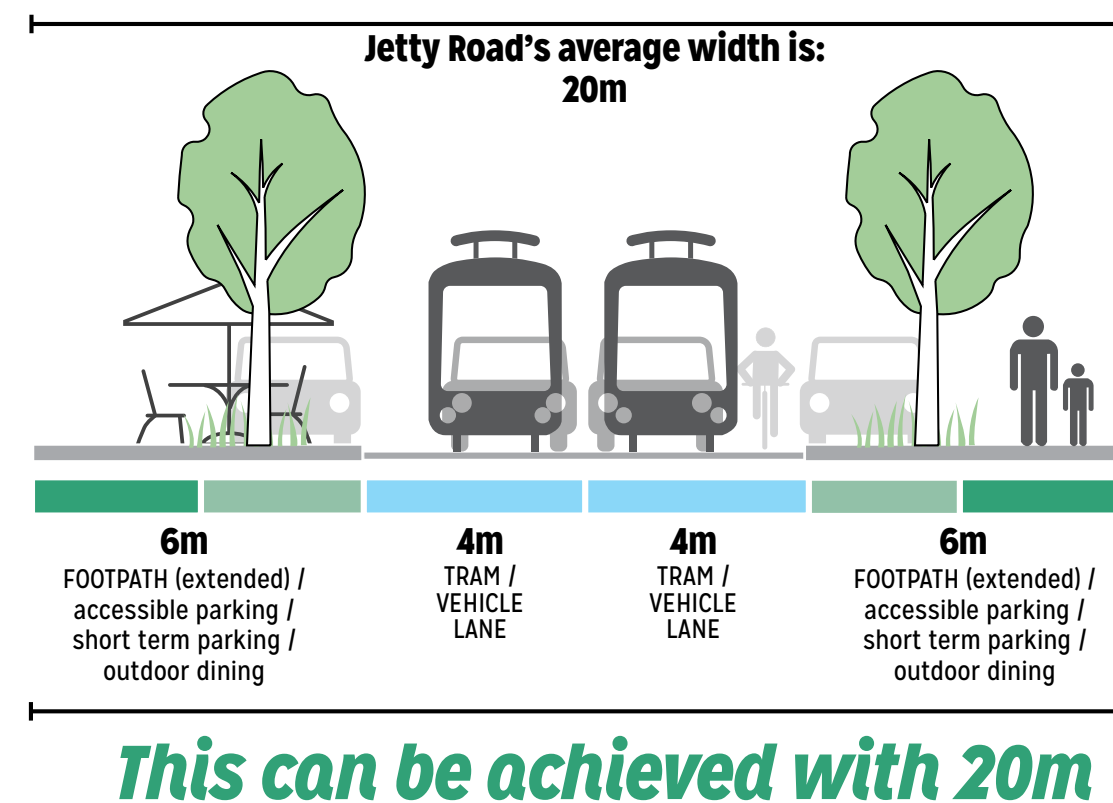 Jetty Road’s average width is:
20m
6m
FOOTPATH (extended) /
accessible parking /
short term parking /
outdoor dining
4m
TRAM /
VEHICLE
LANE
4m
TRAM /
VEHICLE
LANE
6m
FOOTPATH (extended) /
accessible parking /
short term parking /
outdoor dining
This can be achieved with 20m